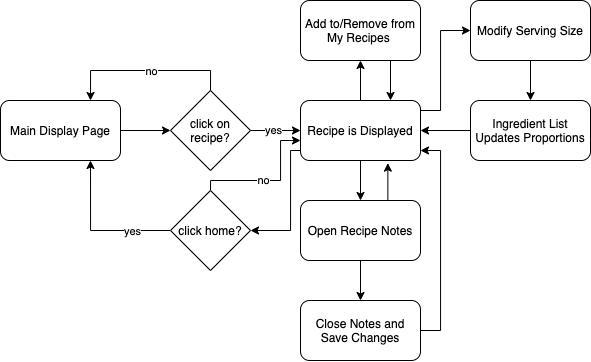 Add to/Remove from
My Recipes
Modify Serving Size
no
Main Display Page
click on
recipe?
yes
Recipe is Displayed
Ingredient List
Updates Proportions
no
yes
click home?
Open Recipe Notes
Close Notes and
Save Changes